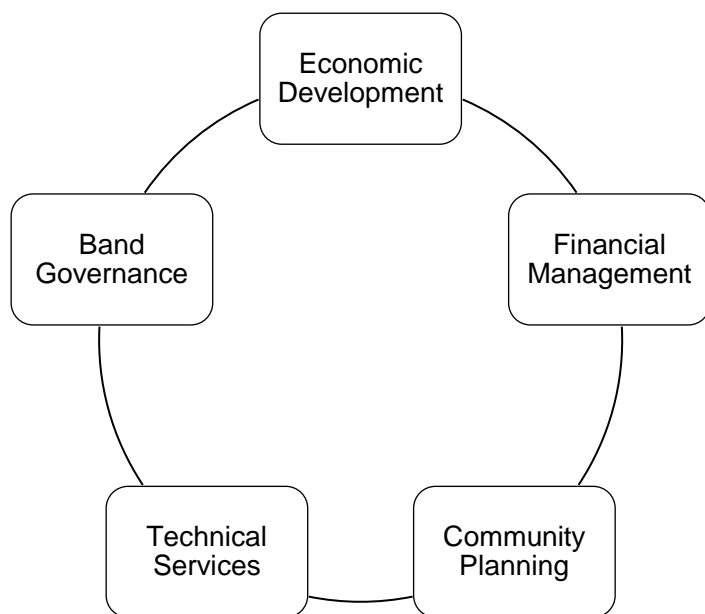 Economic
Development
Band
Governance
Financial
Management
Technical
Services
Community
Planning